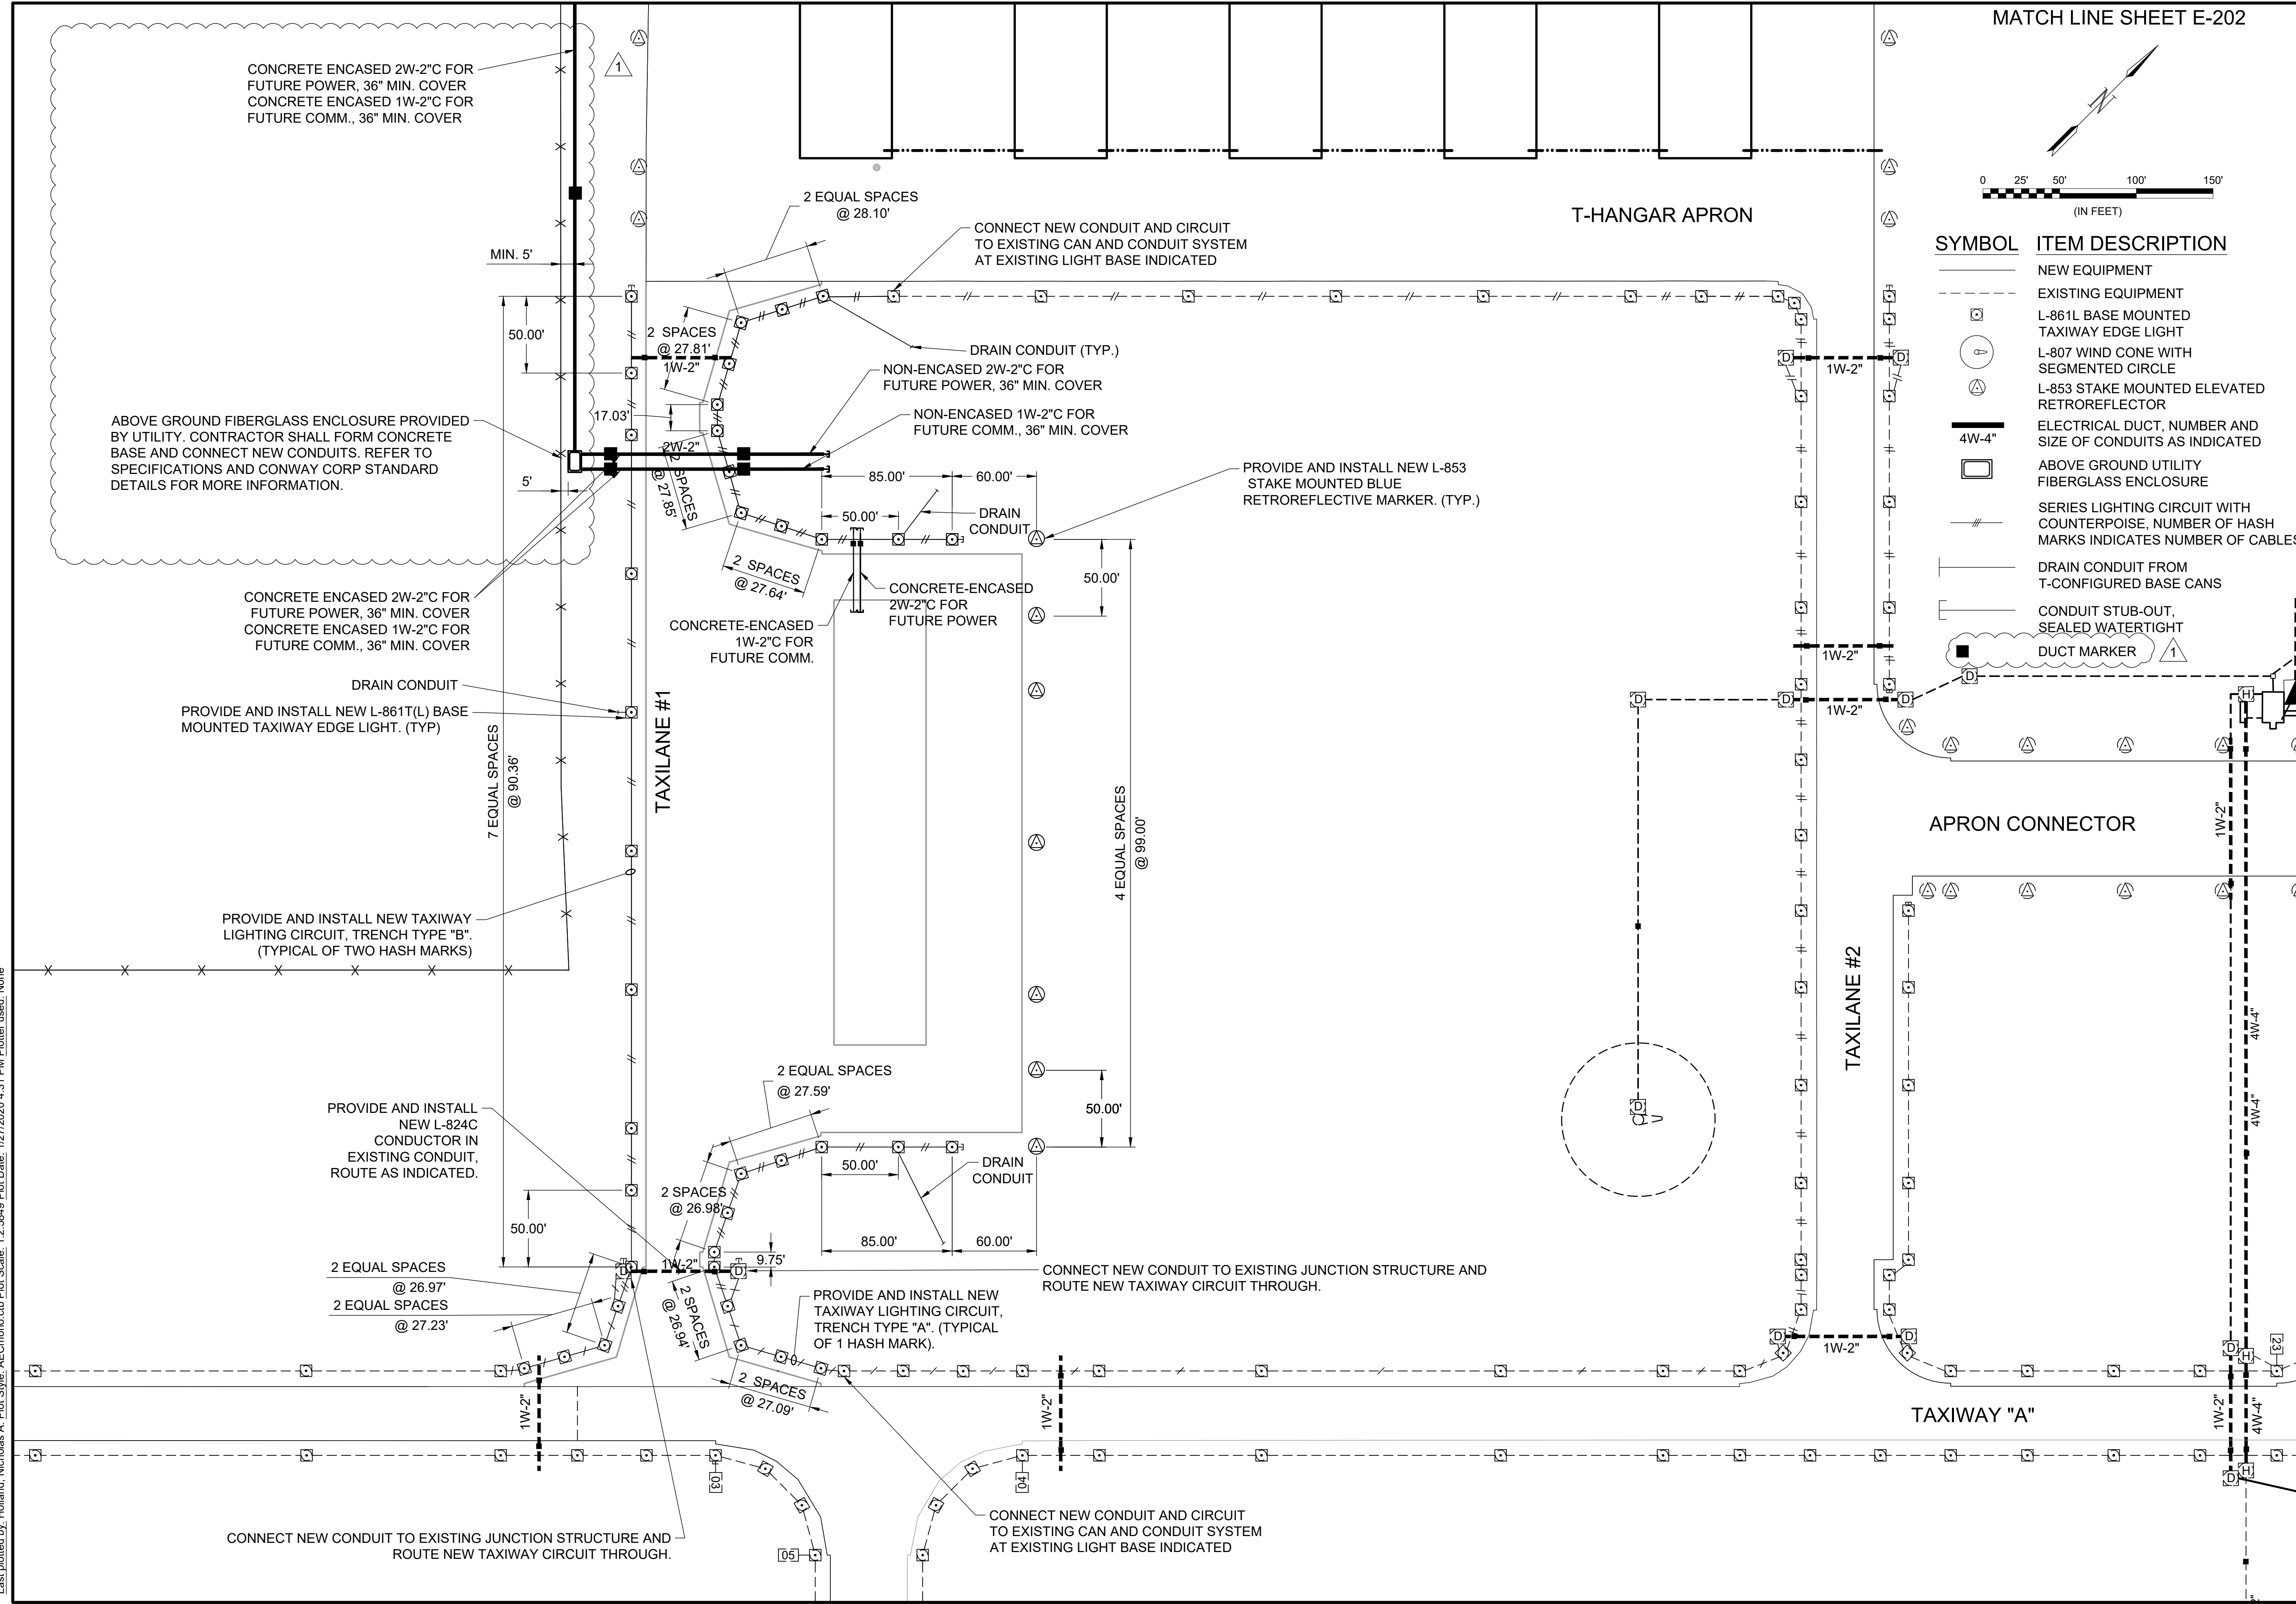 MATCH LINE SHEET E-202
N
0 25' 50' 100' 150'
(IN FEET)
SYMBOL ITEM DESCRIPTION
NEW EQUIPMENT
EXISTING EQUIPMENT
L-861L BASE MOUNTED
TAXIWAY EDGE LIGHT
L-807 WIND CONE WITH
SEGMENTED CIRCLE
L-853 STAKE MOUNTED ELEVATED
RETROREFLECTOR
4W-4"
ELECTRICAL DUCT, NUMBER AND
SIZE OF CONDUITS AS INDICATED
ABOVE GROUND UTILITY
FIBERGLASS ENCLOSURE
SERIES LIGHTING CIRCUIT WITH
COUNTERPOISE, NUMBER OF HASH
MARKS INDICATES NUMBER OF CABLES
DRAIN CONDUIT FROM
T-CONFIGURED BASE CANS
CONDUIT STUB-OUT,
SEALED WATERTIGHT
DUCT MARKER
1
CONCRETE ENCASED 2W-2"C FOR
FUTURE POWER, 36" MIN. COVER
CONCRETE ENCASED 1W-2"C FOR
FUTURE COMM., 36" MIN. COVER
1
MIN. 5'
50.00'
2 EQUAL SPACES
@ 28.10'
CONNECT NEW CONDUIT AND CIRCUIT
TO EXISTING CAN AND CONDUIT SYSTEM
AT EXISTING LIGHT BASE INDICATED
T-HANGAR APRON
2 SPACES
@ 27.81'
1W-2"
DRAIN CONDUIT (TYP.)
NON-ENCASED 2W-2"C FOR
FUTURE POWER, 36" MIN. COVER
NON-ENCASED 1W-2"C FOR
FUTURE COMM., 36" MIN. COVER
17.03'
2W-2"
2 SPACES
@ 27.85'
ABOVE GROUND FIBERGLASS ENCLOSURE PROVIDED
BY UTILITY. CONTRACTOR SHALL FORM CONCRETE
BASE AND CONNECT NEW CONDUITS. REFER TO
SPECIFICATIONS AND CONWAY CORP STANDARD
DETAILS FOR MORE INFORMATION.
5'
85.00' 60.00'
50.00'
DRAIN
CONDUIT
PROVIDE AND INSTALL NEW L-853
STAKE MOUNTED BLUE
RETROREFLECTIVE MARKER. (TYP.)
2 SPACES
@ 27.64'
50.00'
CONCRETE-ENCASED
2W-2"C FOR
FUTURE POWER
CONCRETE-ENCASED
1W-2"C FOR
FUTURE COMM.
CONCRETE ENCASED 2W-2"C FOR
FUTURE POWER, 36" MIN. COVER
CONCRETE ENCASED 1W-2"C FOR
FUTURE COMM., 36" MIN. COVER
DRAIN CONDUIT
PROVIDE AND INSTALL NEW L-861T(L) BASE
MOUNTED TAXIWAY EDGE LIGHT. (TYP)
7 EQUAL SPACES
@ 90.36'
TAXILANE #1
4 EQUAL SPACES
@ 99.00'
PROVIDE AND INSTALL NEW TAXIWAY
LIGHTING CIRCUIT, TRENCH TYPE "B".
(TYPICAL OF TWO HASH MARKS)
D
D
1W-2"
1W-2"
D
D
D
1W-2"
D
H
APRON CONNECTOR
1W-2"
TAXILANE #2
4W-4"
4W-4"
D
2 EQUAL SPACES
@ 27.59'
50.00'
PROVIDE AND INSTALL
NEW L-824C
CONDUCTOR IN
EXISTING CONDUIT,
ROUTE AS INDICATED.
DRAIN
CONDUIT
50.00'
2 SPACES
@ 26.98'
50.00'
85.00' 60.00'
9.75'
2 EQUAL SPACES
@ 26.97'
2 EQUAL SPACES
@ 27.23'
D
1W-2"
D
2 SPACES
@ 26.94'
CONNECT NEW CONDUIT TO EXISTING JUNCTION STRUCTURE AND
ROUTE NEW TAXIWAY CIRCUIT THROUGH.
PROVIDE AND INSTALL NEW
TAXIWAY LIGHTING CIRCUIT,
TRENCH TYPE "A". (TYPICAL
OF 1 HASH MARK).
2 SPACES
@ 27.09'
D
D
1W-2"
D
H
23
TAXIWAY "A"
1W-2"
1W-2"
1W-2"
4W-4"
D
H
03
04
05
CONNECT NEW CONDUIT TO EXISTING JUNCTION STRUCTURE AND
ROUTE NEW TAXIWAY CIRCUIT THROUGH.
CONNECT NEW CONDUIT AND CIRCUIT
TO EXISTING CAN AND CONDUIT SYSTEM
AT EXISTING LIGHT BASE INDICATED